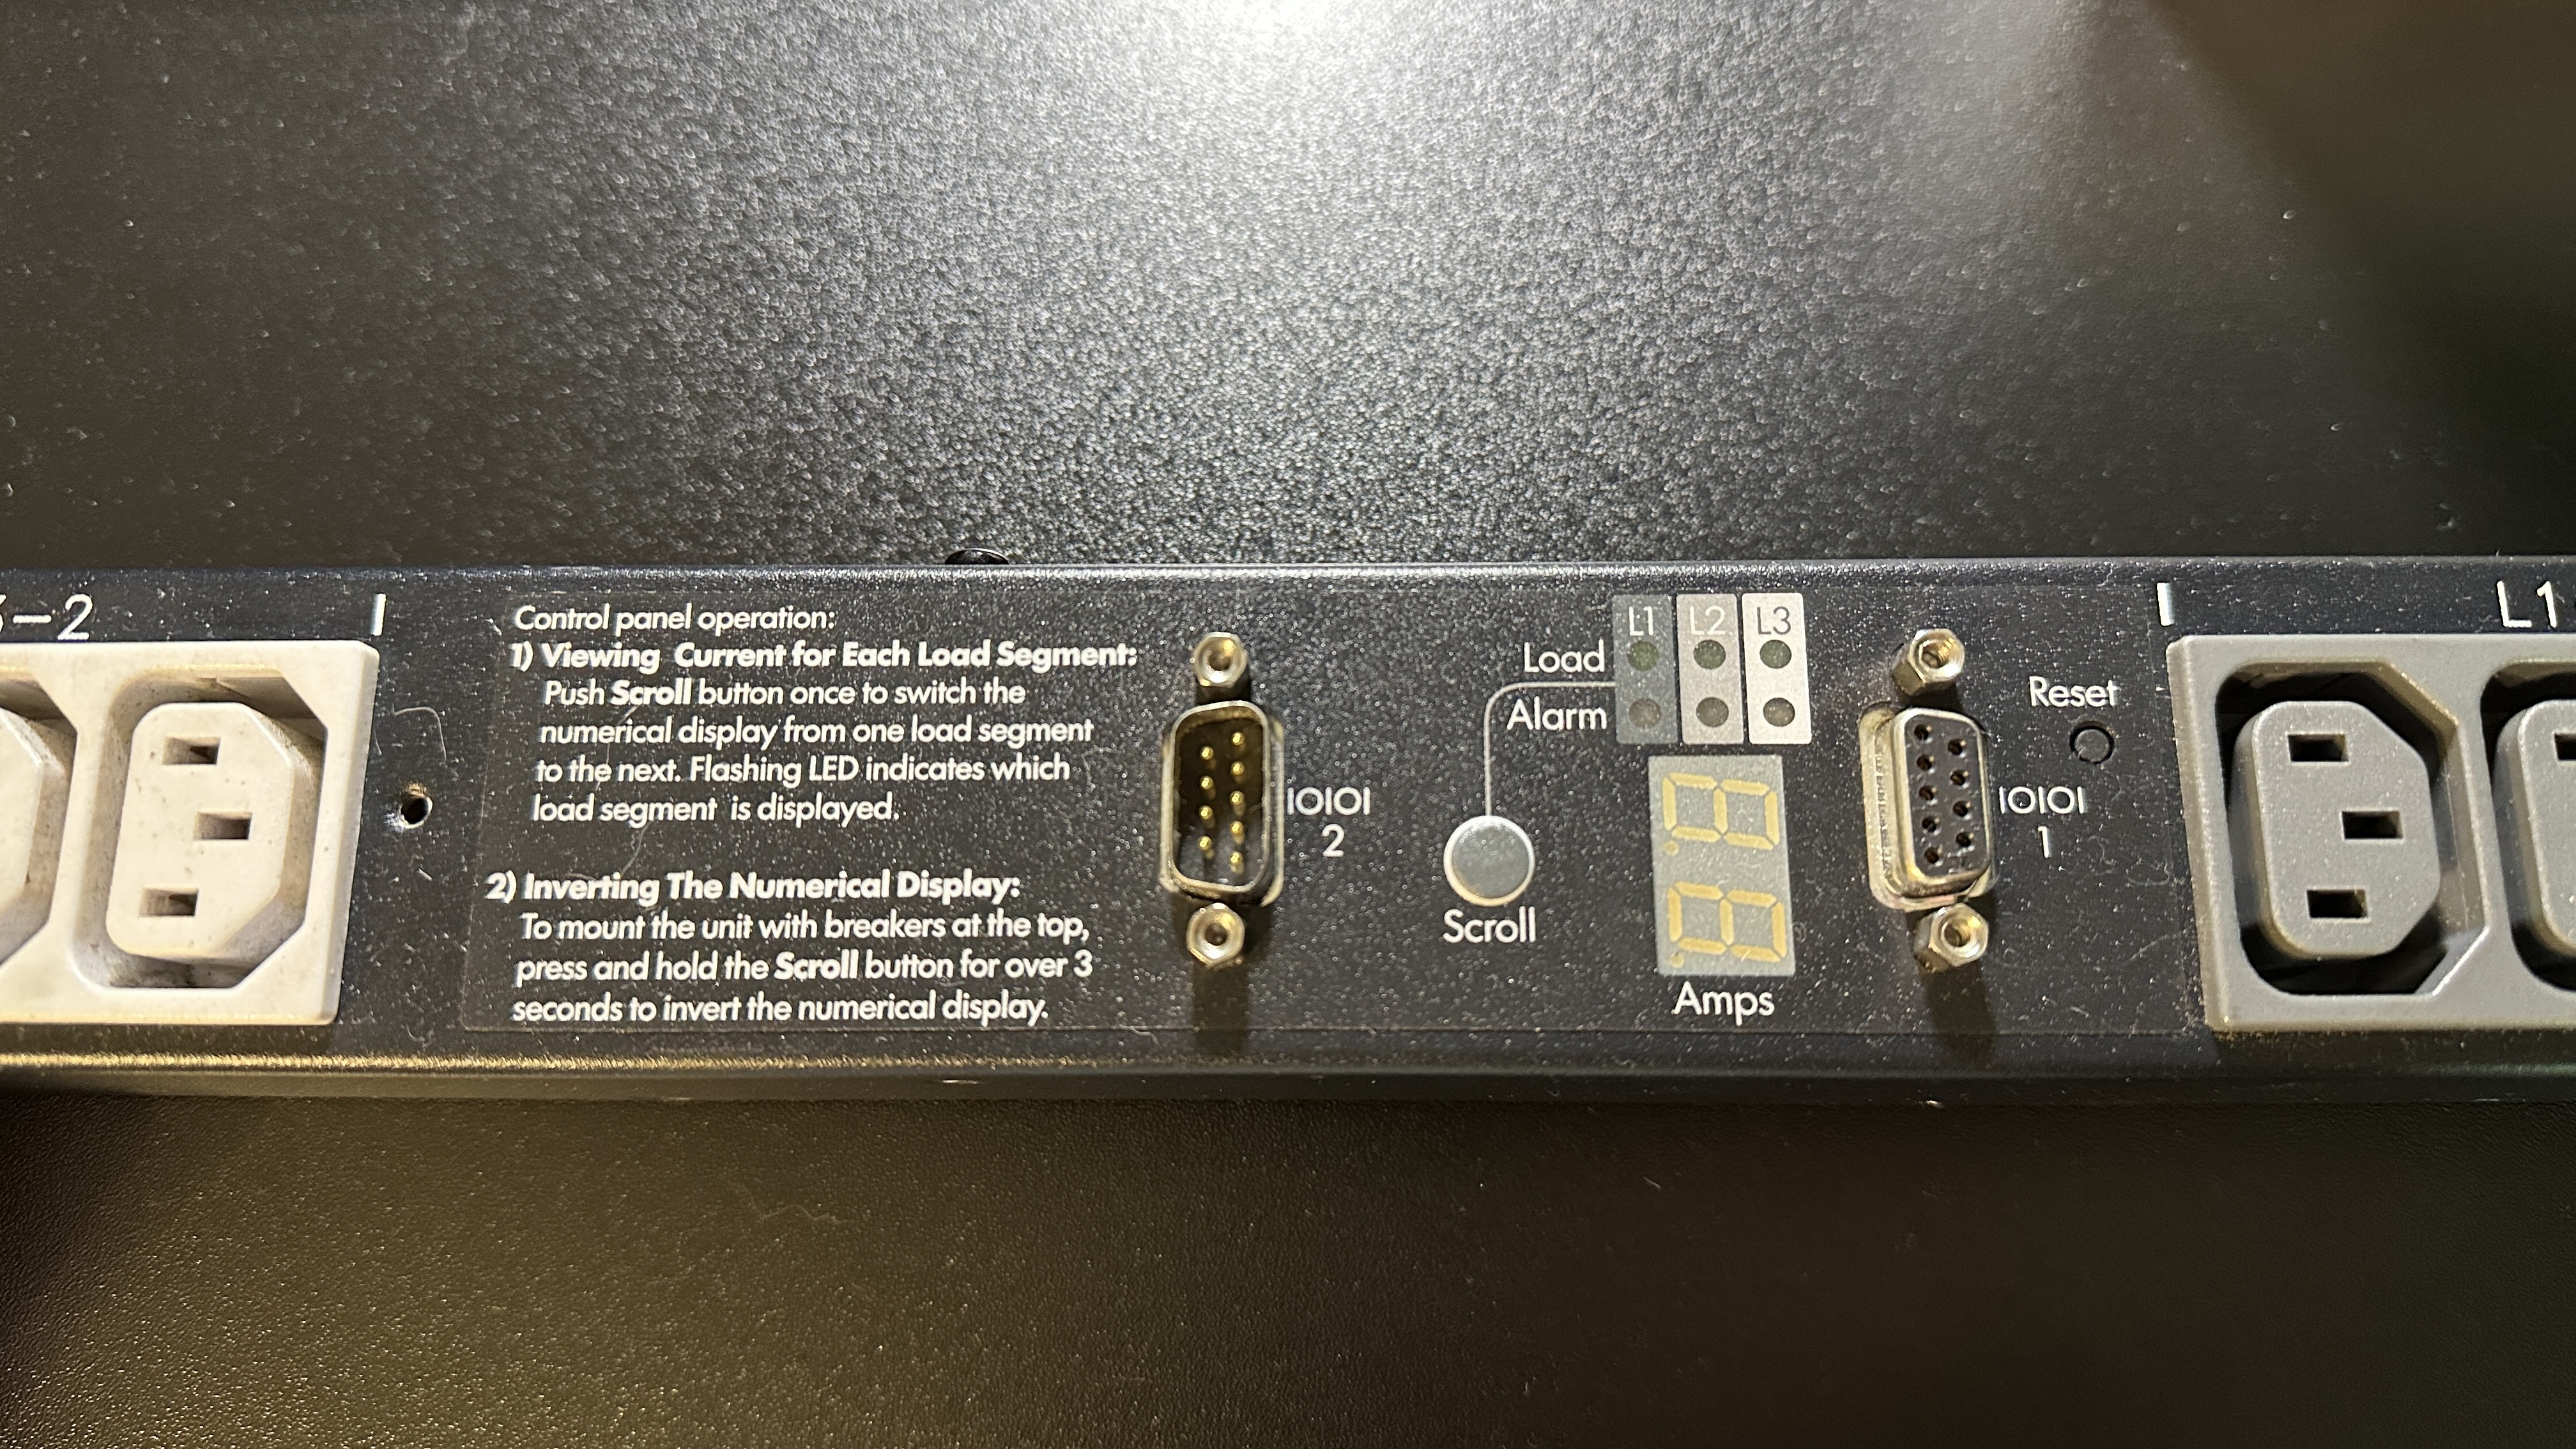 -2
Control panel operation:
1) Viewing Current for Each Load Segment:
Push Scroll button once to switch the
numerical display from one load segment
to the next. Flashing LED indicates which
load segment is displayed.
2) Inverting The Numerical Display:
To mount the unit with breakers at the top,
press and hold the Scroll button for over 3
seconds to invert the numerical display.
IOIOI
2
L1 L2 L3
Load
Alarm
Scroll
Amps
Reset
IOIOI
1
L1